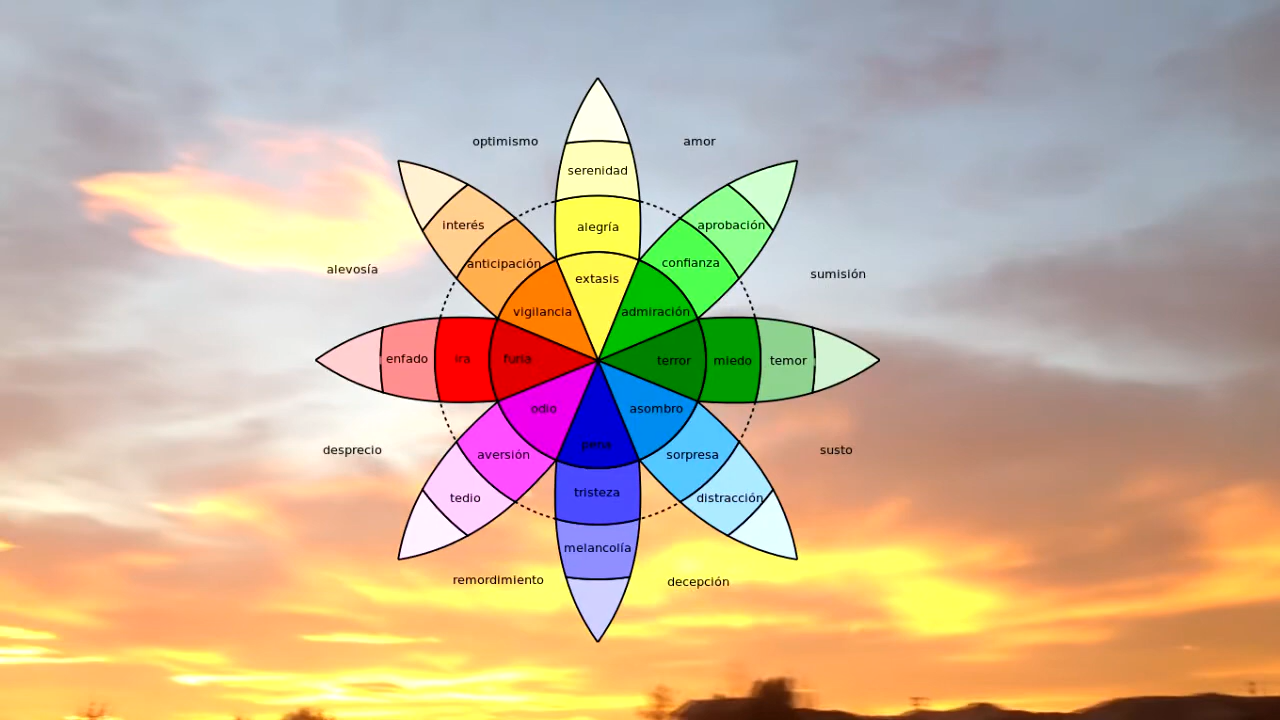 optimismo
amor
serenidad
interés
alegría
aprobación
anticipación
confianza
alevosía
extasis
sumisión
vigilancia
admiración
enfado
ira
furia
terror
miedo
temor
odio
asombro
desprecio
aversión
pena
sorpresa
susto
tedio
tristeza
distracción
melancolía
remordimiento
decepción